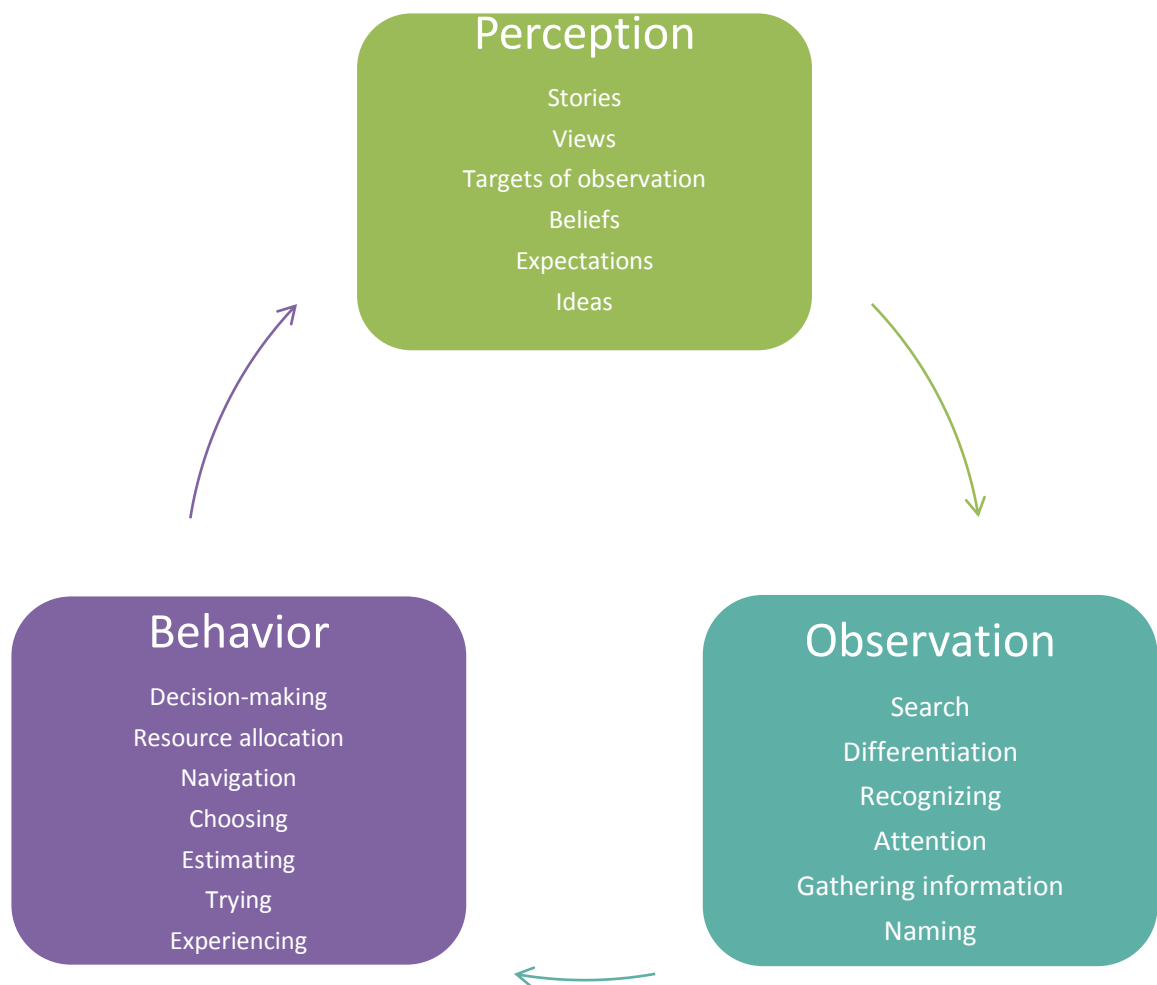 Perception
Stories
Views
Targets of observation
Beliefs
Expectations
Ideas
Behavior
Decision-making
Resource allocation
Navigation
Choosing
Estimating
Trying
Experiencing
Observation
Search
Differentiation
Recognizing
Attention
Gathering information
Naming